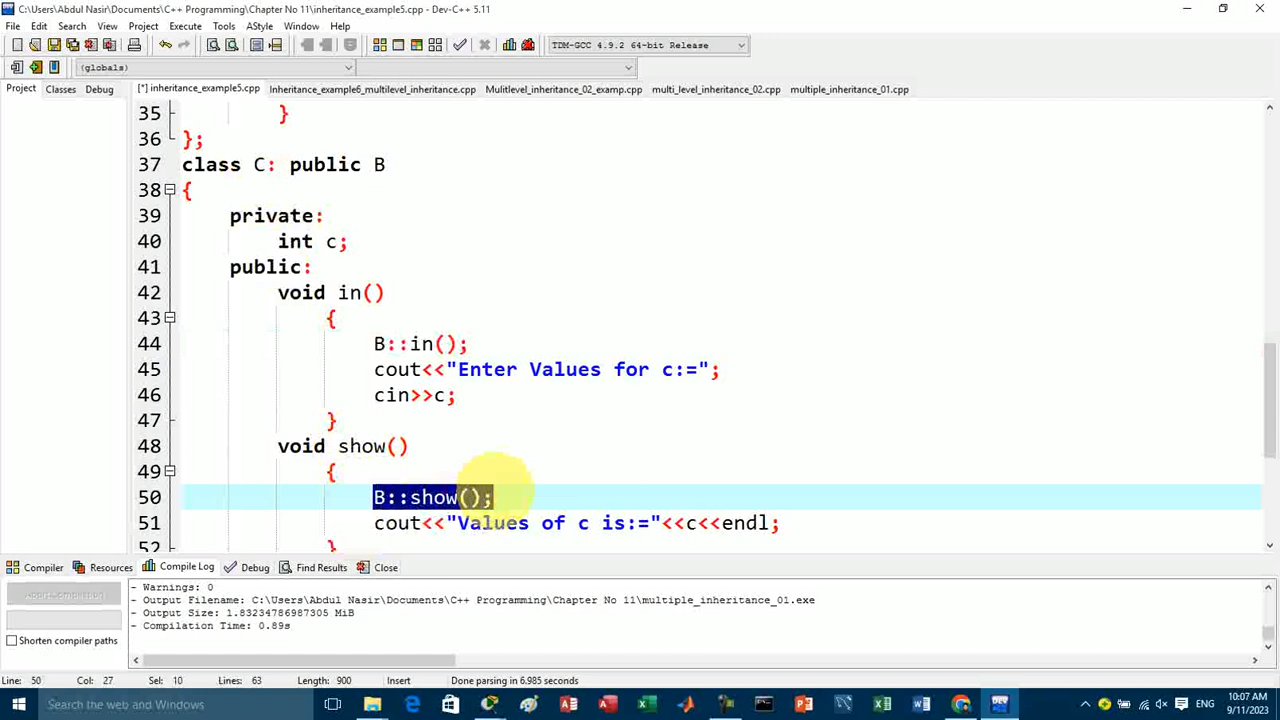 C:\Users\Abdul Nasir\Documents\C++ Programming\Chapter No 11\inheritance_example5.cpp - Dev-C++ 5.11
File Edit Search View Project Execute Tools AStyle Window Help
TDM-GCC 4.9.2 64-bit Release
(globals)
Project Classes Debug
[*] inheritance_example5.cpp Inheritance_example6_multilevel_inheritance.cpp Mulitlevel_inheritance_02_examp.cpp multi_level_inheritance_02.cpp multiple_inheritance_01.cpp
35 }
36 };
37 class C: public B
38 {
39 private:
40 int c;
41 public:
42 void in()
43 {
44 B::in();
45 cout<<"Enter Values for c:=";
46 cin>>c;
47 }
48 void show()
49 {
50 B::show();
51 cout<<"Values of c is:="<<c<<endl;
52 }
Compiler Resources Compile Log Debug Find Results Close
Abort Compilation
Shorten compiler paths
- Warnings: 0
- Output Filename: C:\Users\Abdul Nasir\Documents\C++ Programming\Chapter No 11\multiple_inheritance_01.exe
- Output Size: 1.83234786987305 MiB
- Compilation Time: 0.89s
Line: 50 Col: 27 Sel: 10 Lines: 63 Length: 900 Insert Done parsing in 6.985 seconds
Search the web and Windows
ENG
10:07 AM
9/11/2023